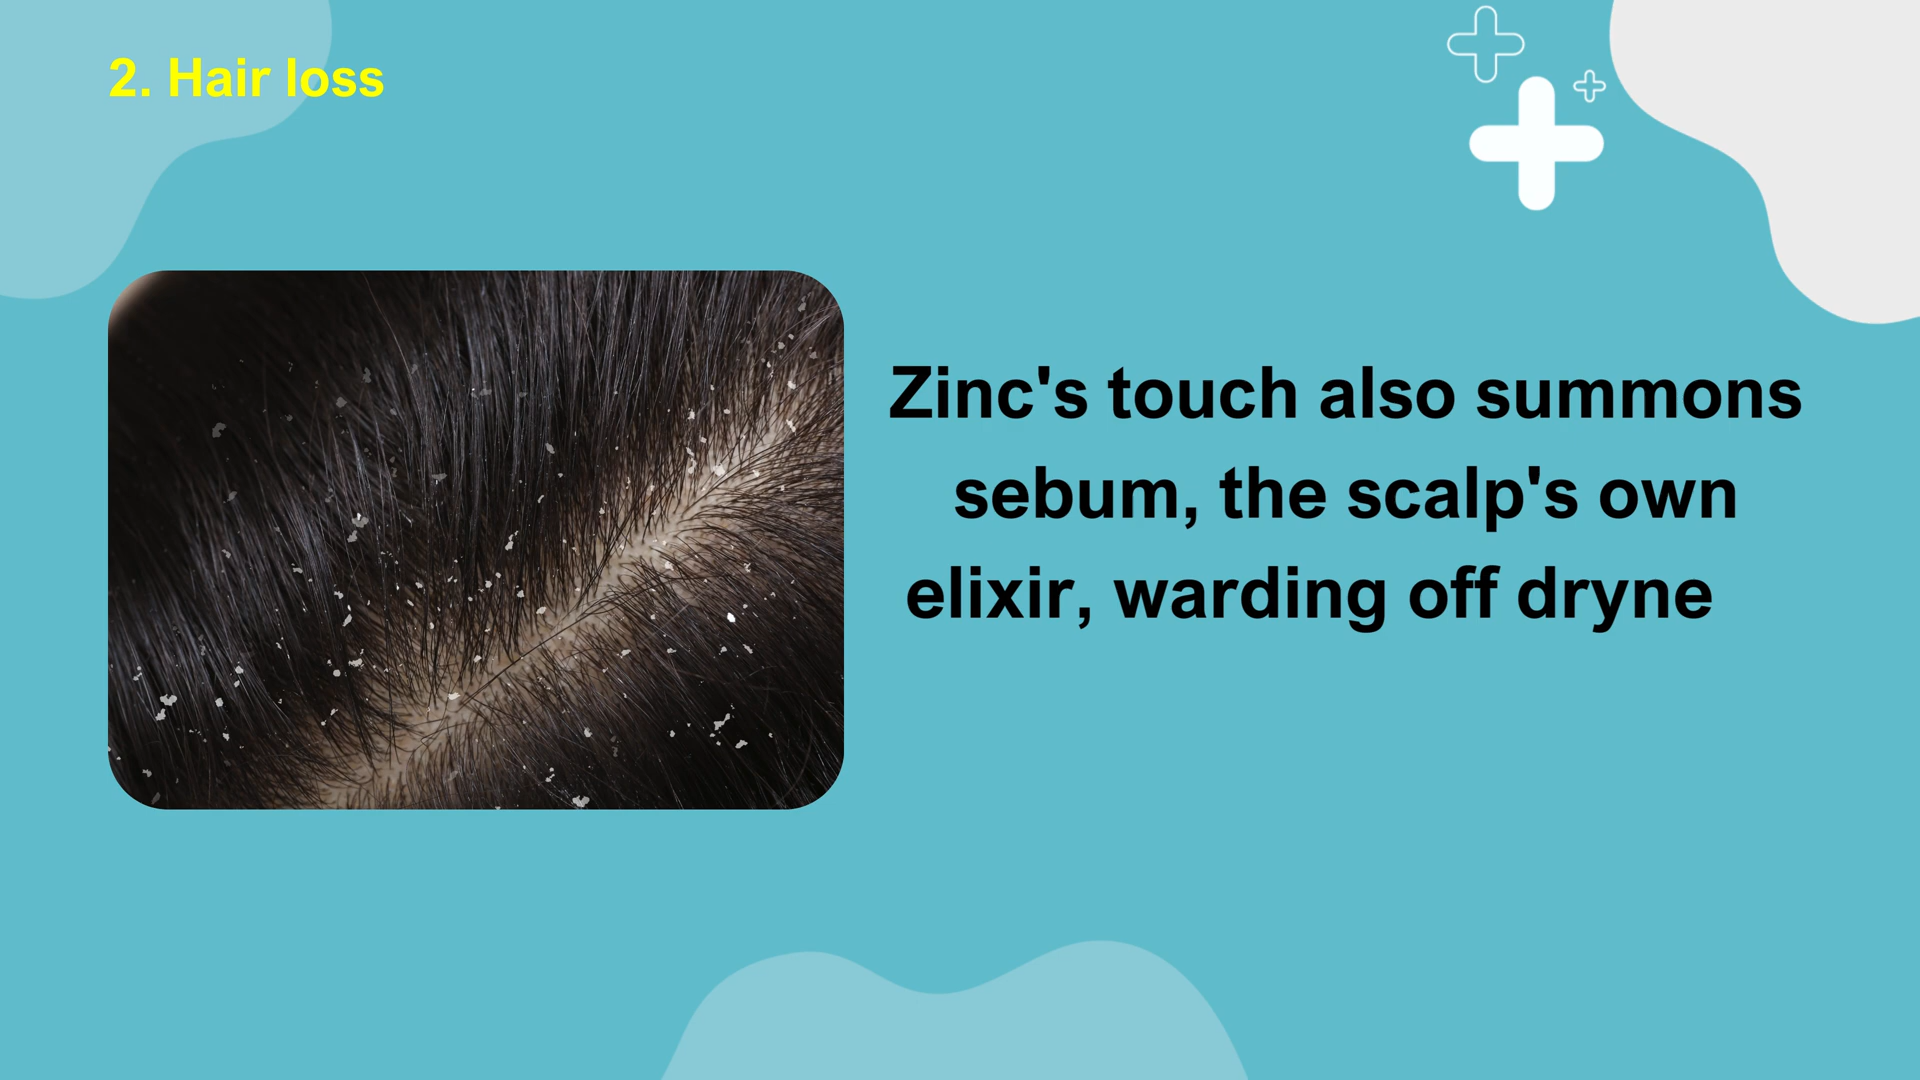 2. Hair loss
Zinc's touch also summons
sebum, the scalp's own
elixir, warding off dryne